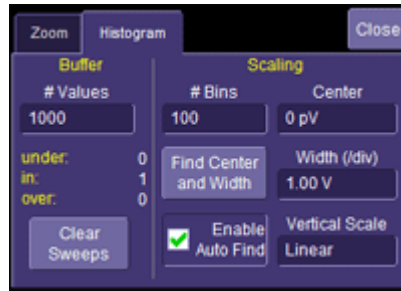 Zoom
Histogram
Close
Buffer
Scaling
# Values
# Bins
Center
1000
100
0 pV
under: 0
in: 1
over: 0
Find Center
and Width
Width (/div)
1.00 V
Clear
Sweeps
Enable
Auto Find
Vertical Scale
Linear